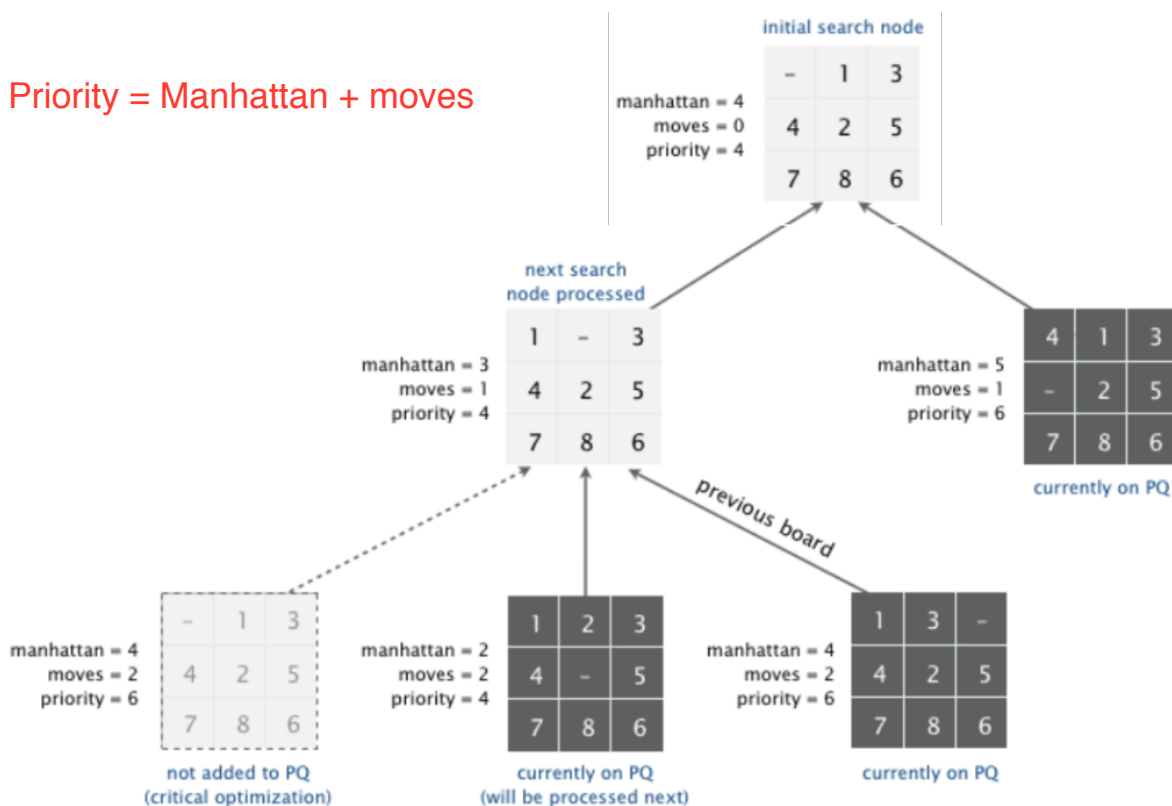 initial search node
Priority = Manhattan + moves
manhattan = 4
moves = 0
priority = 4
– 1 3
4 2 5
7 8 6
next search
node processed
manhattan = 3
moves = 1
priority = 4
1 – 3
4 2 5
7 8 6
manhattan = 5
moves = 1
priority = 6
4 1 3
– 2 5
7 8 6
currently on PQ
previous board
manhattan = 4
moves = 2
priority = 6
– 1 3
4 2 5
7 8 6
not added to PQ
(critical optimization)
manhattan = 2
moves = 2
priority = 4
1 2 3
4 – 5
7 8 6
currently on PQ
(will be processed next)
manhattan = 4
moves = 2
priority = 6
1 3 –
4 2 5
7 8 6
currently on PQ